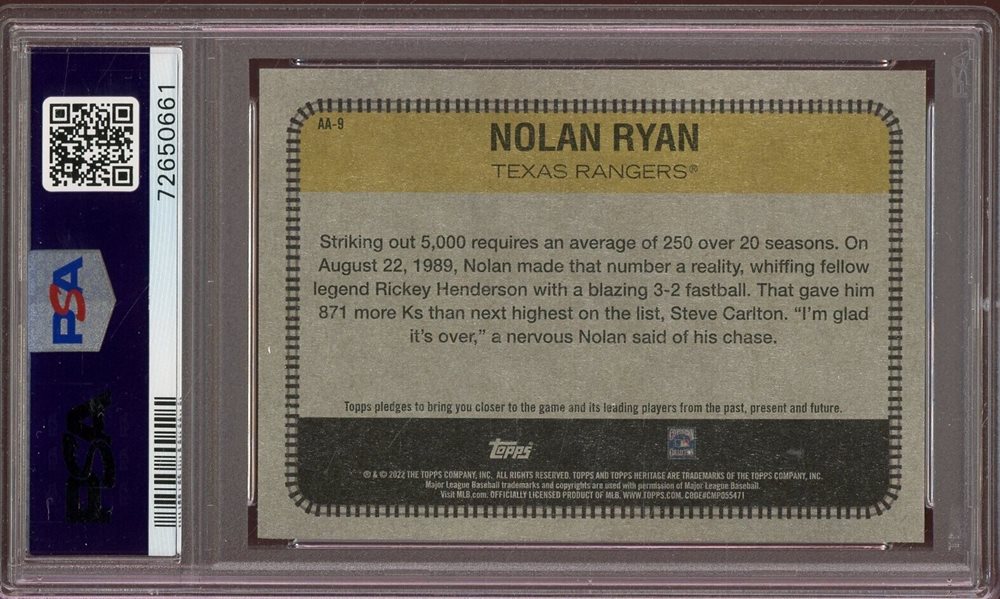 72650661
PSA
PSA
AA-9
NOLAN RYAN
TEXAS RANGERS®
Striking out 5,000 requires an average of 250 over 20 seasons. On
August 22, 1989, Nolan made that number a reality, whiffing fellow
legend Rickey Henderson with a blazing 3-2 fastball. That gave him
871 more Ks than next highest on the list, Steve Carlton. “I’m glad
it’s over,” a nervous Nolan said of his chase.
Topps pledges to bring you closer to the game and its leading players from the past, present and future.
Topps
® & © 2022 THE TOPPS COMPANY, INC. ALL RIGHTS RESERVED. TOPPS AND TOPPS HERITAGE ARE TRADEMARKS OF THE TOPPS COMPANY, INC.
Major League Baseball trademarks and copyrights are used with permission of Major League Baseball.
Visit MLB.com. OFFICIALLY LICENSED PRODUCT OF MLB. WWW.TOPPS.COM. CODE#CMP055471